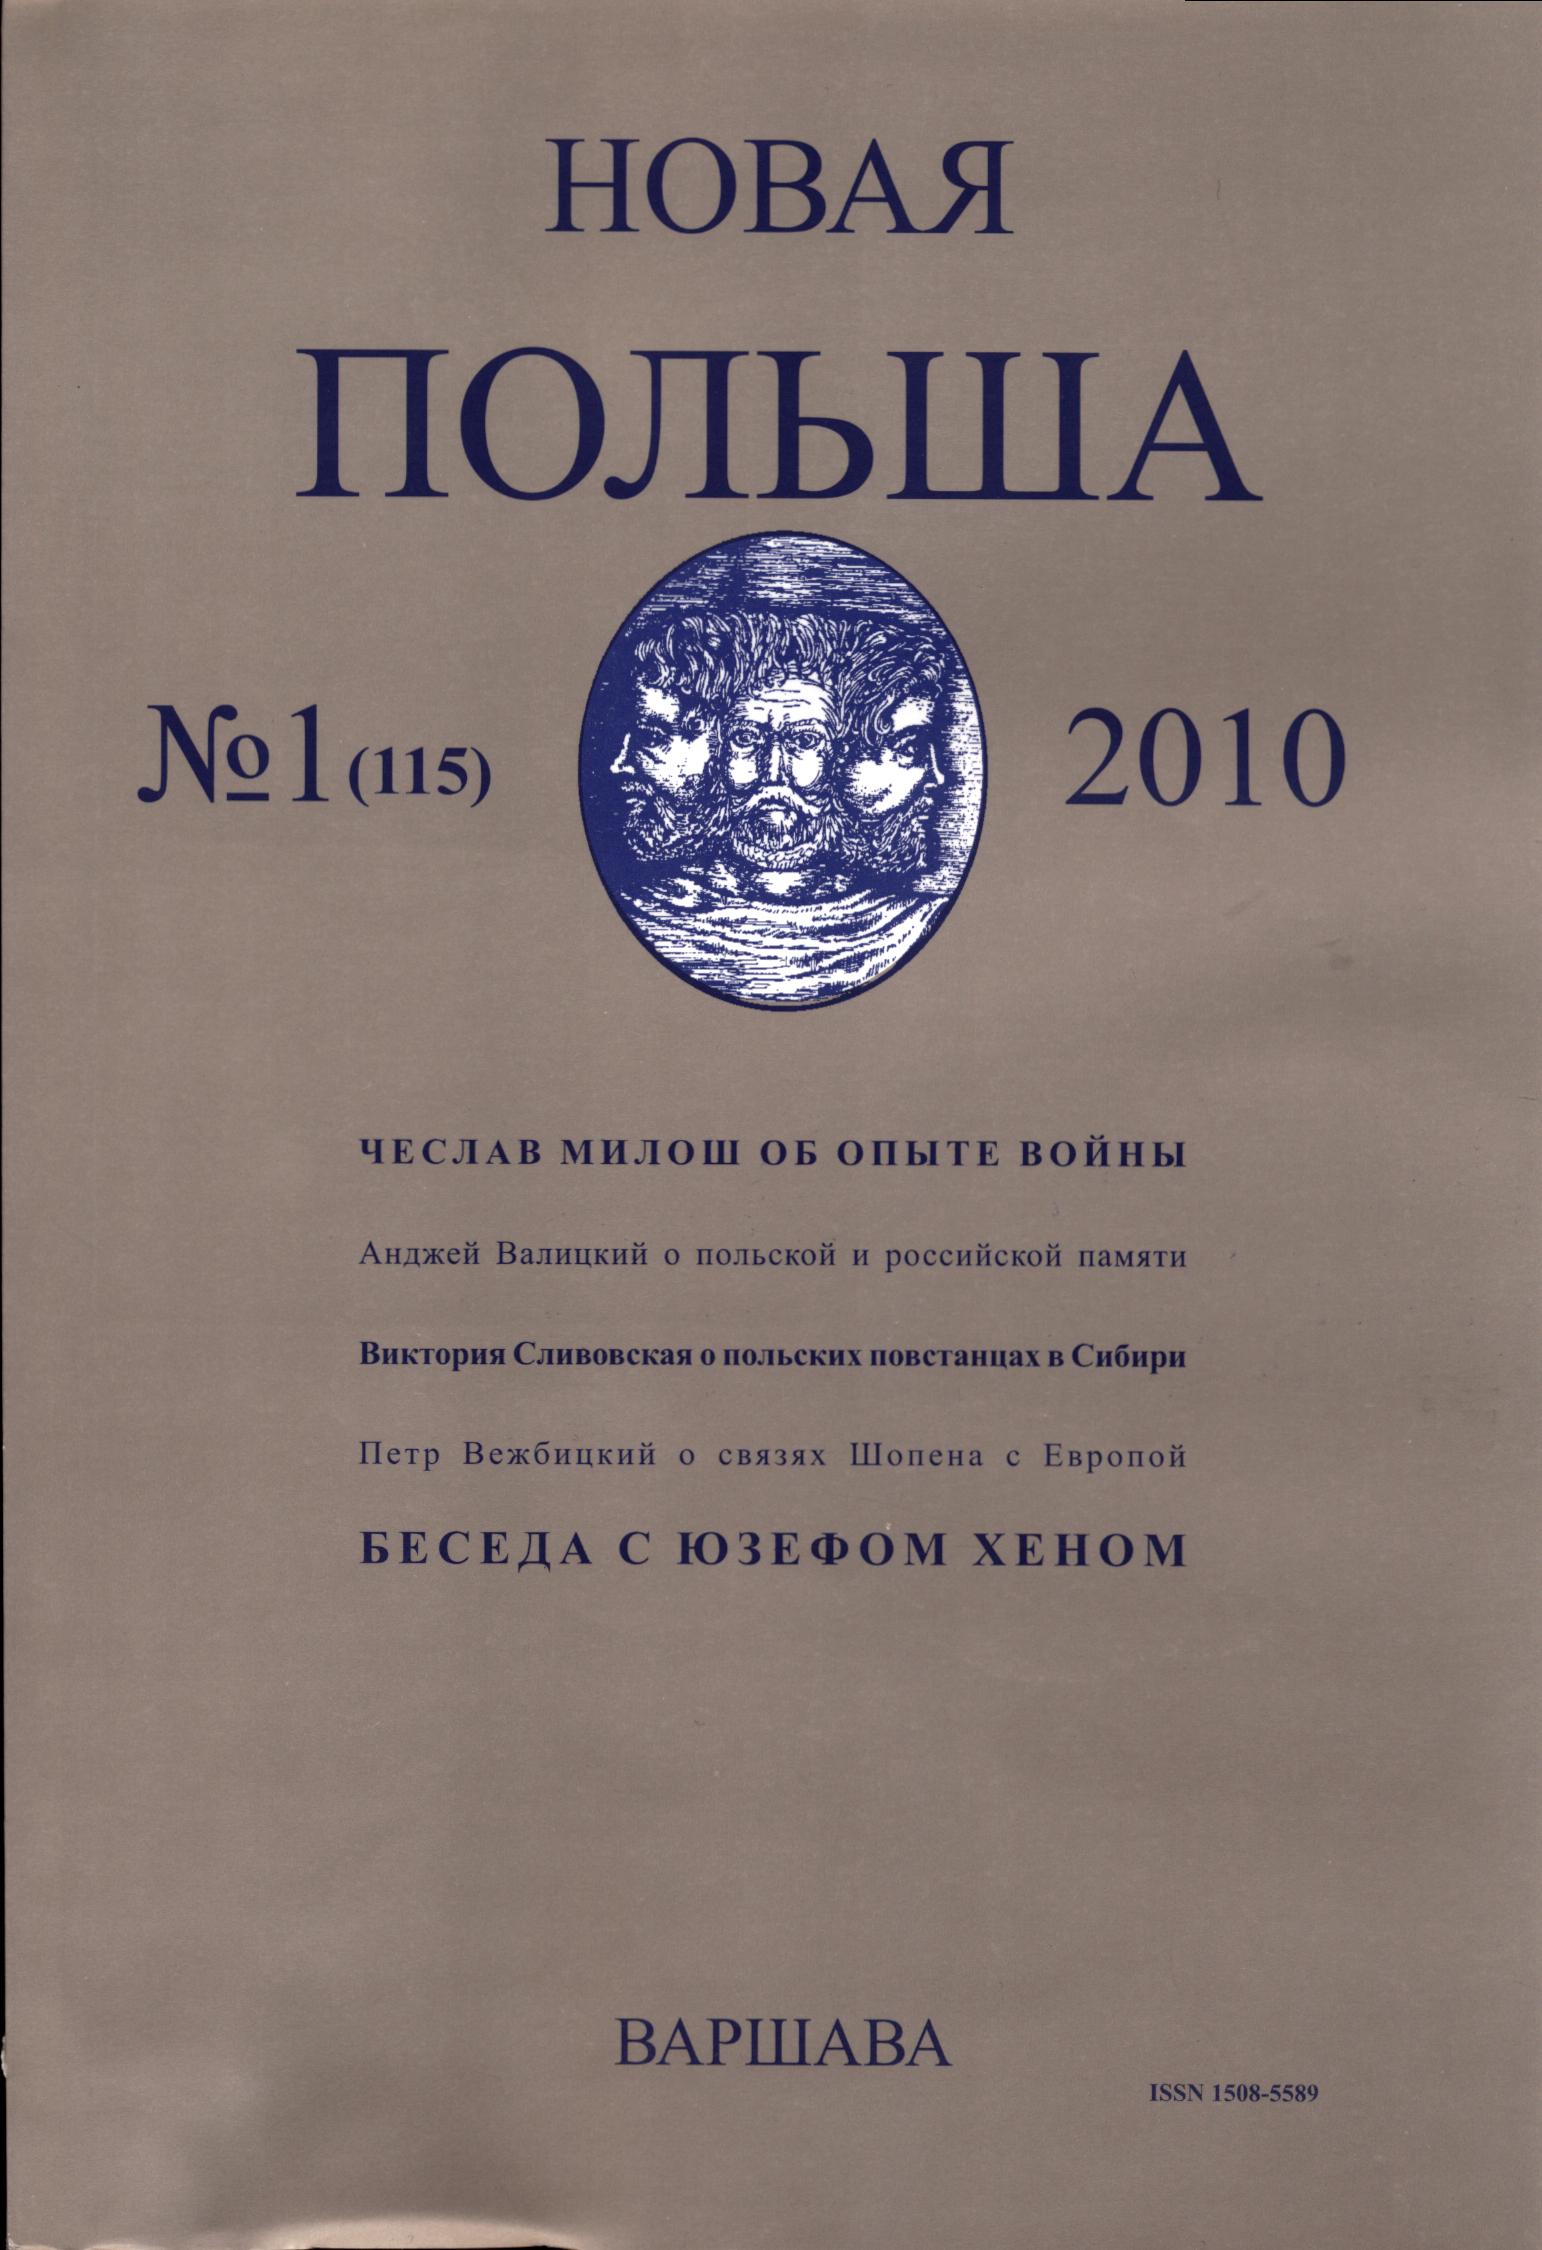 НОВАЯ
ПОЛЬША
№1 (115)
2010
ЧЕСЛАВ МИЛОШ ОБ ОПЫТЕ ВОЙНЫ
Анджей Валицкий о польской и российской памяти
Виктория Сливовская о польских повстанцах в Сибири
Петр Вежбицкий о связях Шопена с Европой
БЕСЕДА С ЮЗЕФОМ ХЕНОМ
ВАРШАВА
ISSN 1508-5589